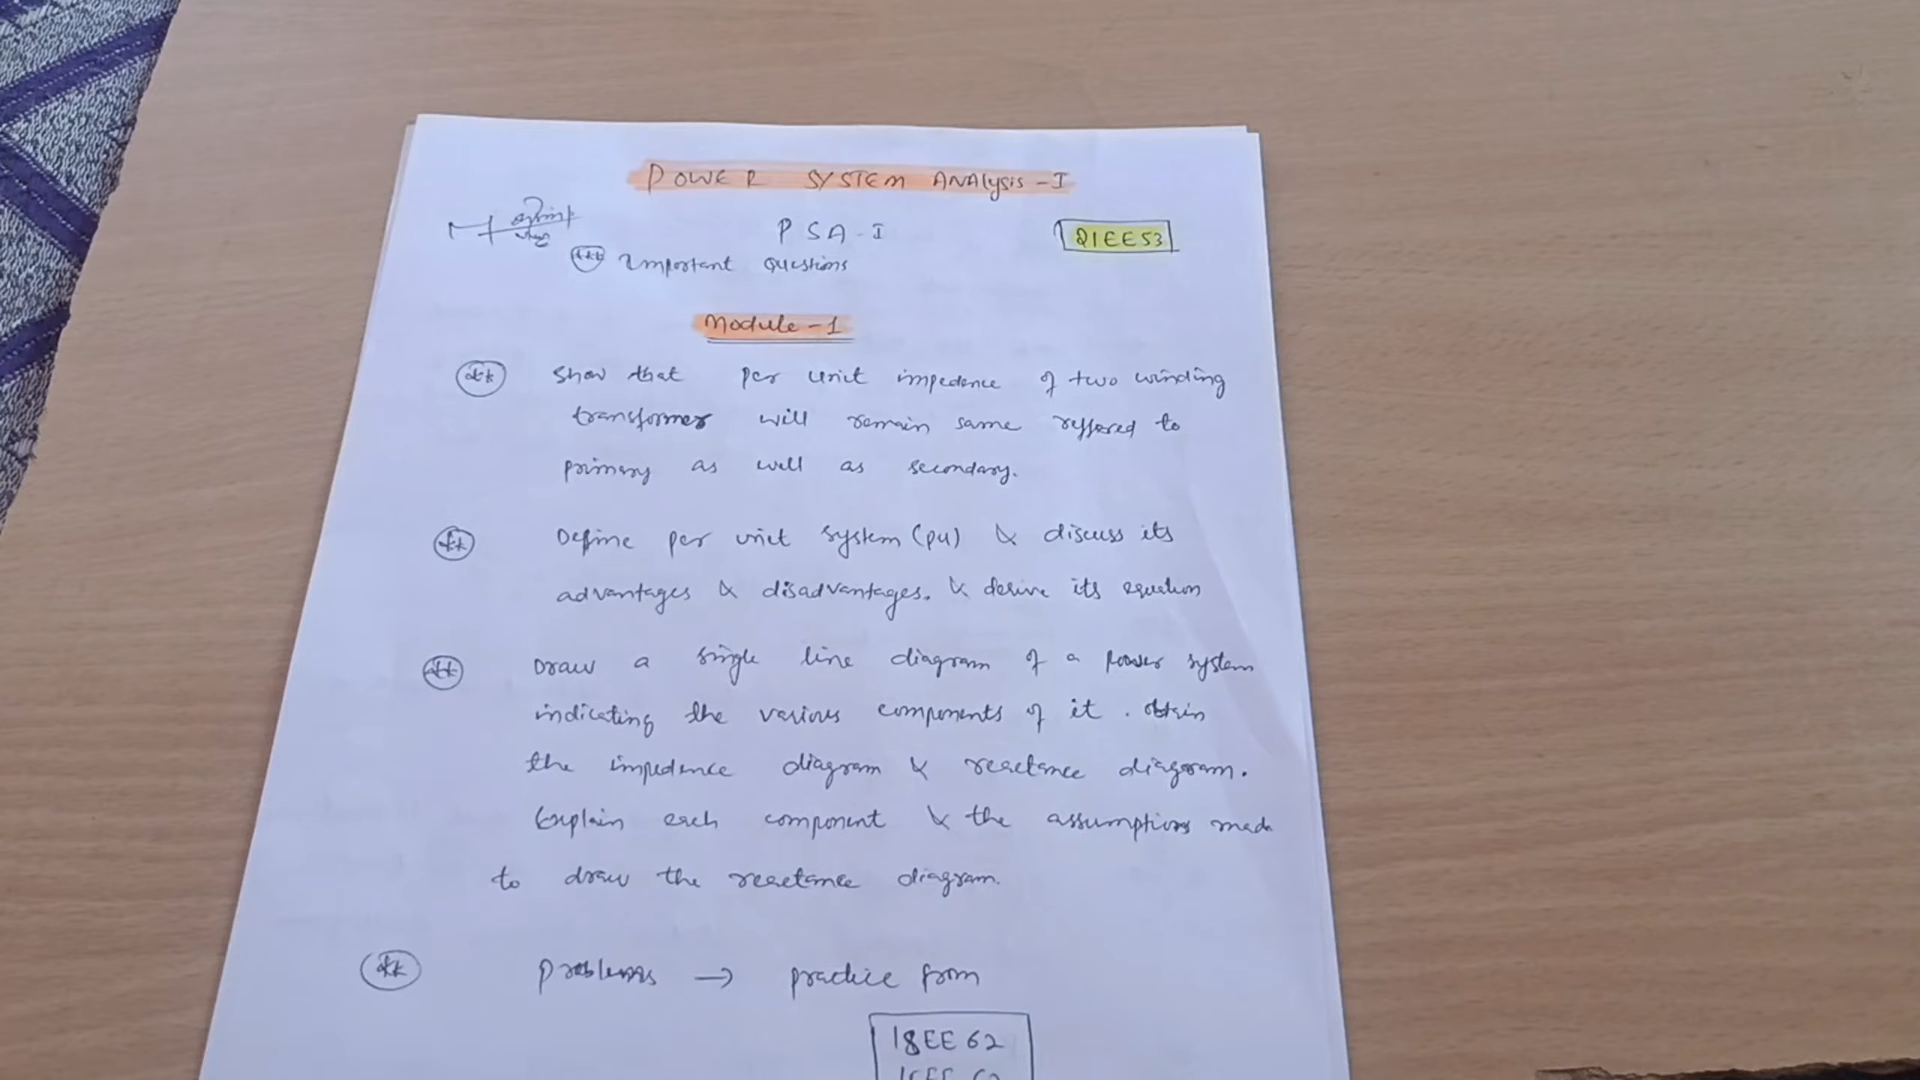 POWER SYSTEM ANALYSIS - I
PSA - I
21EE53
Important Questions
Module - 1
Show that per unit impedence of two winding
transformer will remain same reffered to
primary as well as secondary.
Define per unit system (pu) & discuss its
advantages & disadvantages. & derive its equation
Draw a single line diagram of a power system
indicating the various components of it. obtain
the impedence diagram & reactance diagram.
Explain each component & the assumptions made
to draw the reactance diagram.
Problems → practice from
18EE62